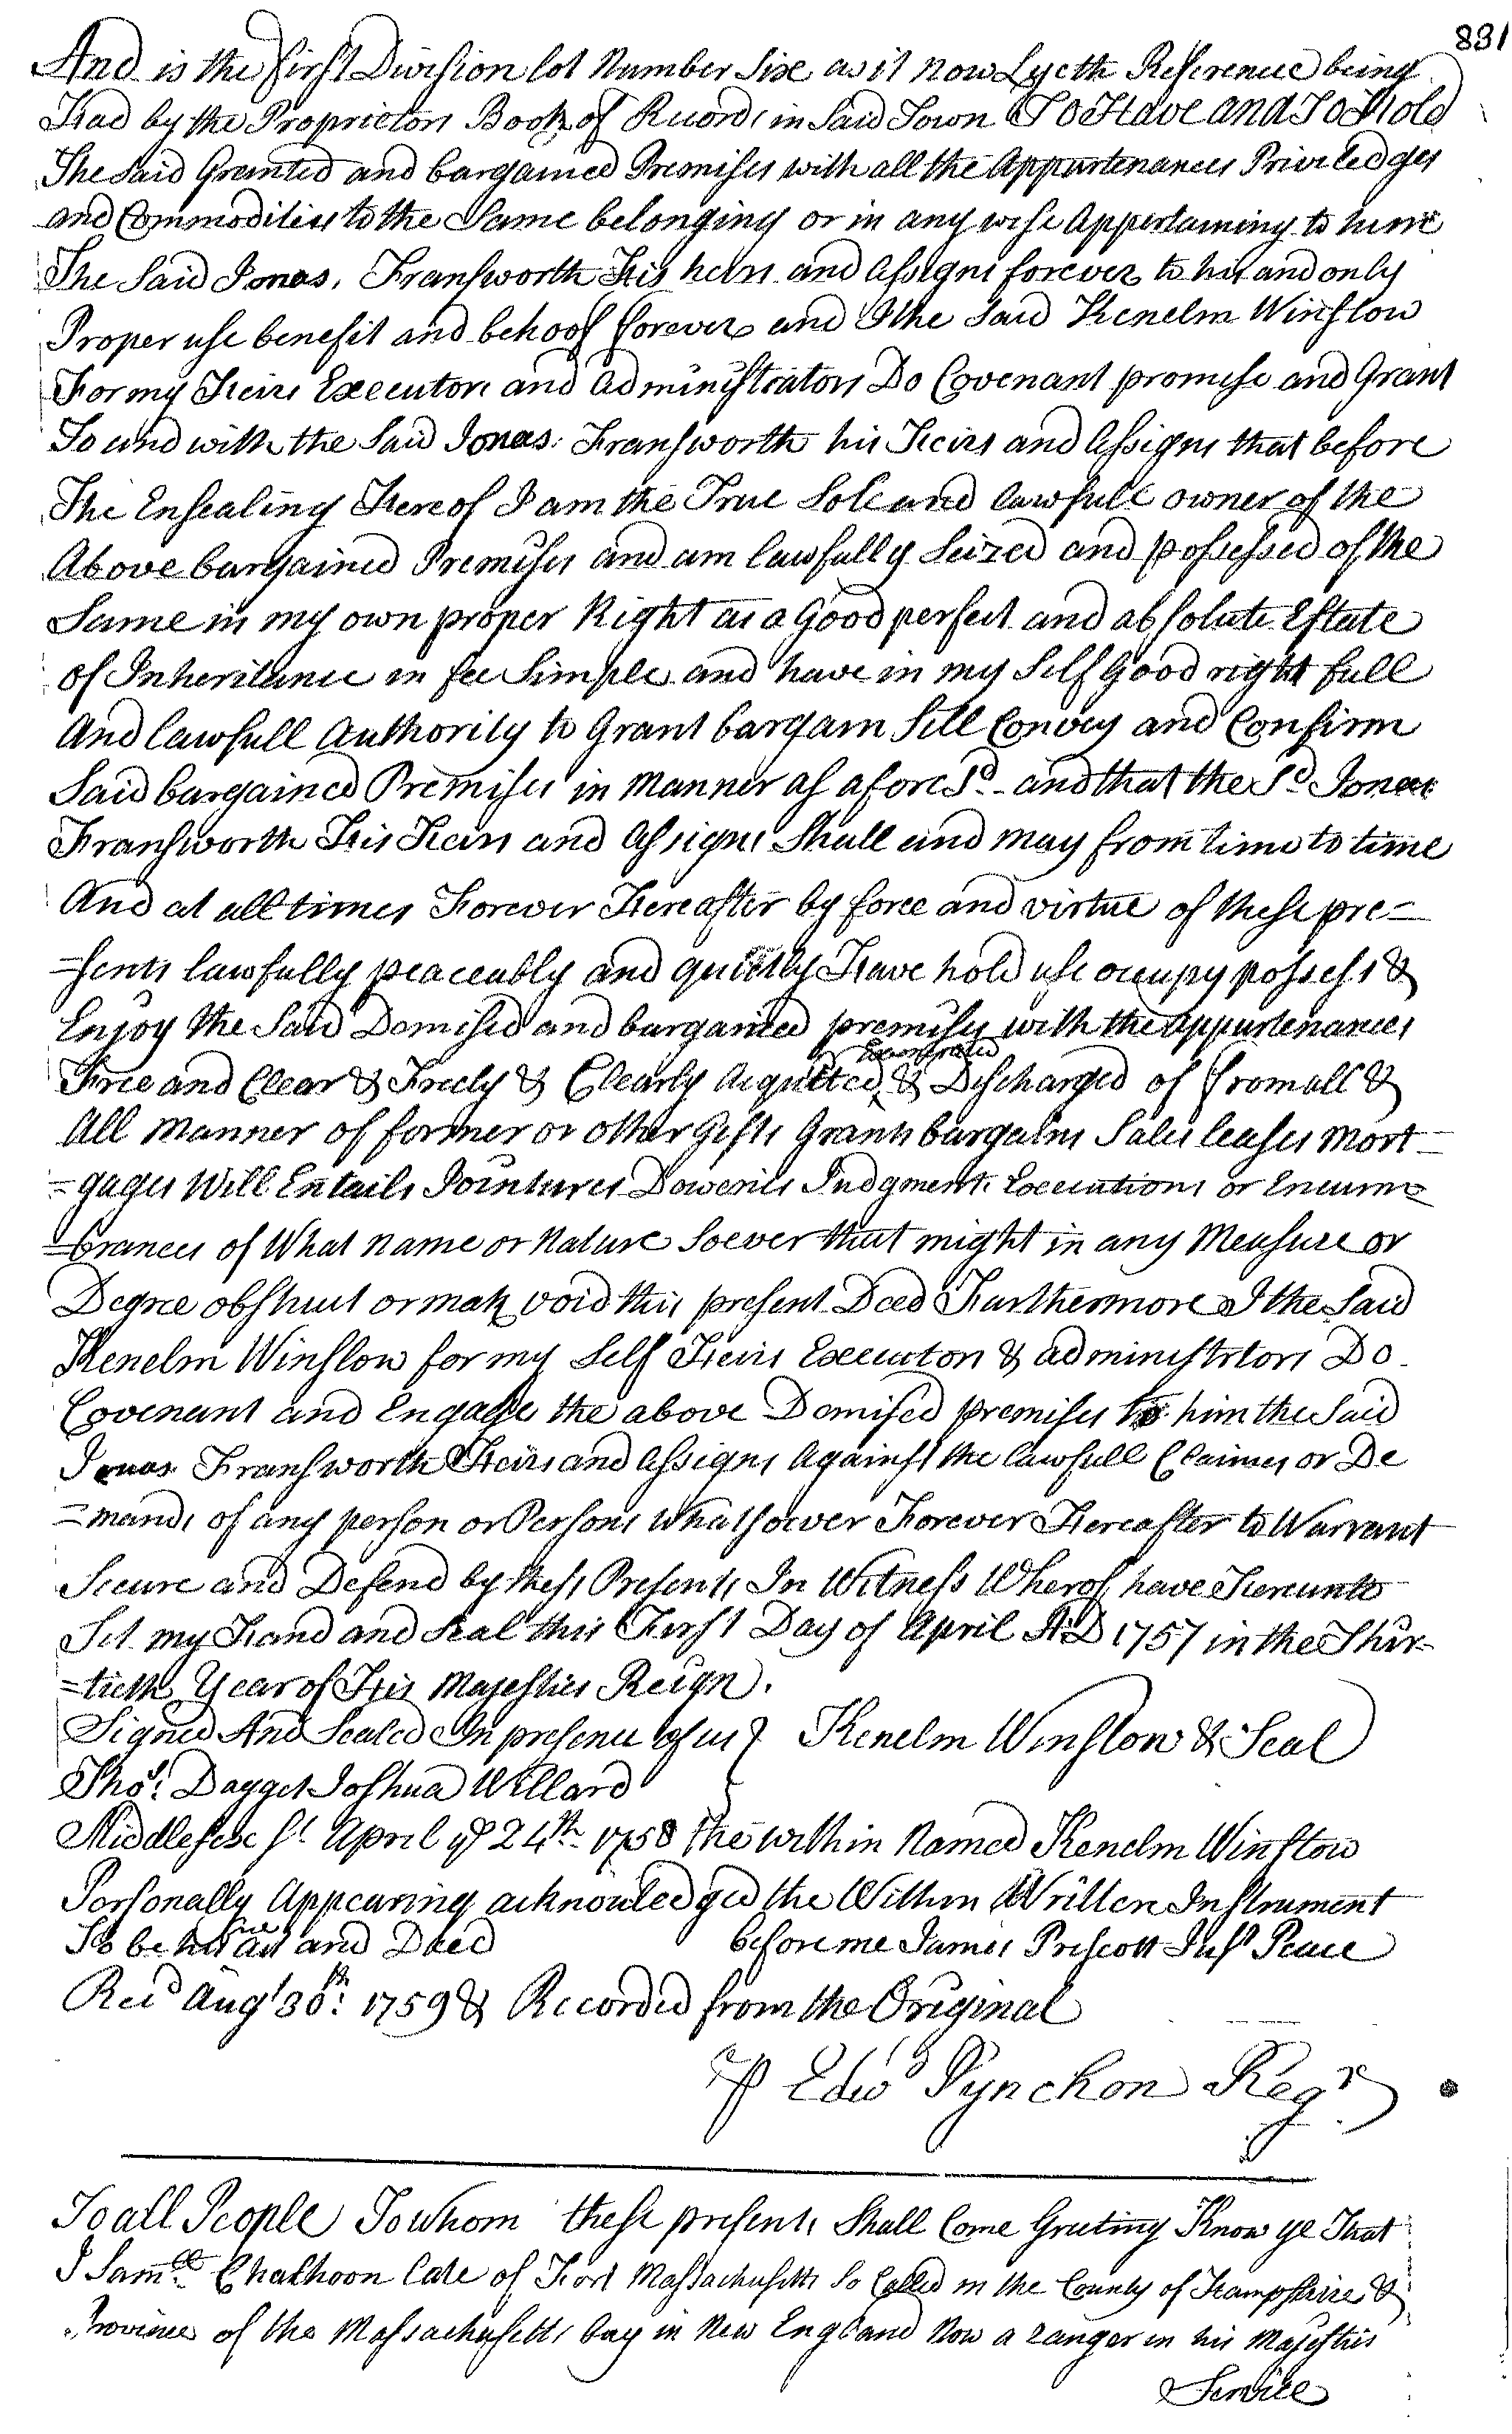 831
And is the first Division lot Number Six as it now Lyeth Reference being
Had by the Proprietors Book of Records in Said Town To Have and To Hold
The Said Granted and bargained Premises with all the Appurtenances Priviledges
and Commodities to the Same belonging or in any wise Appertaining to him
The Said Jonas Fransworth His heirs and Assigns forever to his and only
Proper use benefit and behoof forever and I the Said Kenelm Winslow
For my Heirs Executors and Administrators Do Covenant promise and Grant
To and with the Said Jonas Fransworth his Heirs and Assigns that before
The Ensealing Hereof I am the True Sole and lawfull owner of the
Above bargained Premises and am lawfully Seized and possessed of the
Same in my own proper Right as a Good perfect and absolute Estate
of Inheritance in fee Simple and have in my Self Good right full
And lawfull Authority to Grant bargain Sell Convey and Confirm
Said bargained Premises in Manner as afores.d - and that the S.d Jonas
Fransworth His Heirs and Assigns Shall and may from time to time
And at all times Forever Hereafter by force and virtue of these pre=
=sents lawfully peaceably and quietly Have hold use occupy possess &
Enjoy the Said Demised and bargained premises with the Appurtenances
Exonerated
Free and Clear & Freely & Clearly Acquitted & Discharged of from all &
All Manner of former or other Gifts Grants bargains Sales leases Mort=
=gages Will Entails Jointures Doweries Judgments Executions or Encum=
=brances of What name or Nature Soever that might in any Measure or
Degree obstruct or make void this present Deed Furthermore I the Said
Kenelm Winslow for my Self Heirs Executors & administrators Do
Covenant and Engage the above Demised premises to him the Said
Jonas Fransworth Heirs and Assigns Against the lawfull Claimes or De
=mands of any person or Persons Whatsoever Forever Hereafter to Warrant
Secure and Defend by these Presents In Witness Wherof have Hereunto
Set my Hand and Seal this First Day of April A:D 1757 in the Thir=
=tieth Year of His Majesties Reign.
Signed And Sealed In presence of us } Kenelm Winslow & Seal
Tho.s Dagget Joshua Willard
Middlesex Ss April ye 24th 1758 the within Named Kenelm Winslow
Personally Appearing acknowledged the Within Written Instrument
free
To be his act and Deed before me James Prescott Just Peace
Rec.d Augt 30th: 1759 & Recorded from the Original
P Edwd Pynchon Regr
To all People To Whom these presents Shall Come Greeting Know ye That
I Samll Chalhoon late of Fort Massachusetts So Called in the County of Hampshire &
Province of the Massachusetts bay in New England Now a ranger in his Majesties
Service